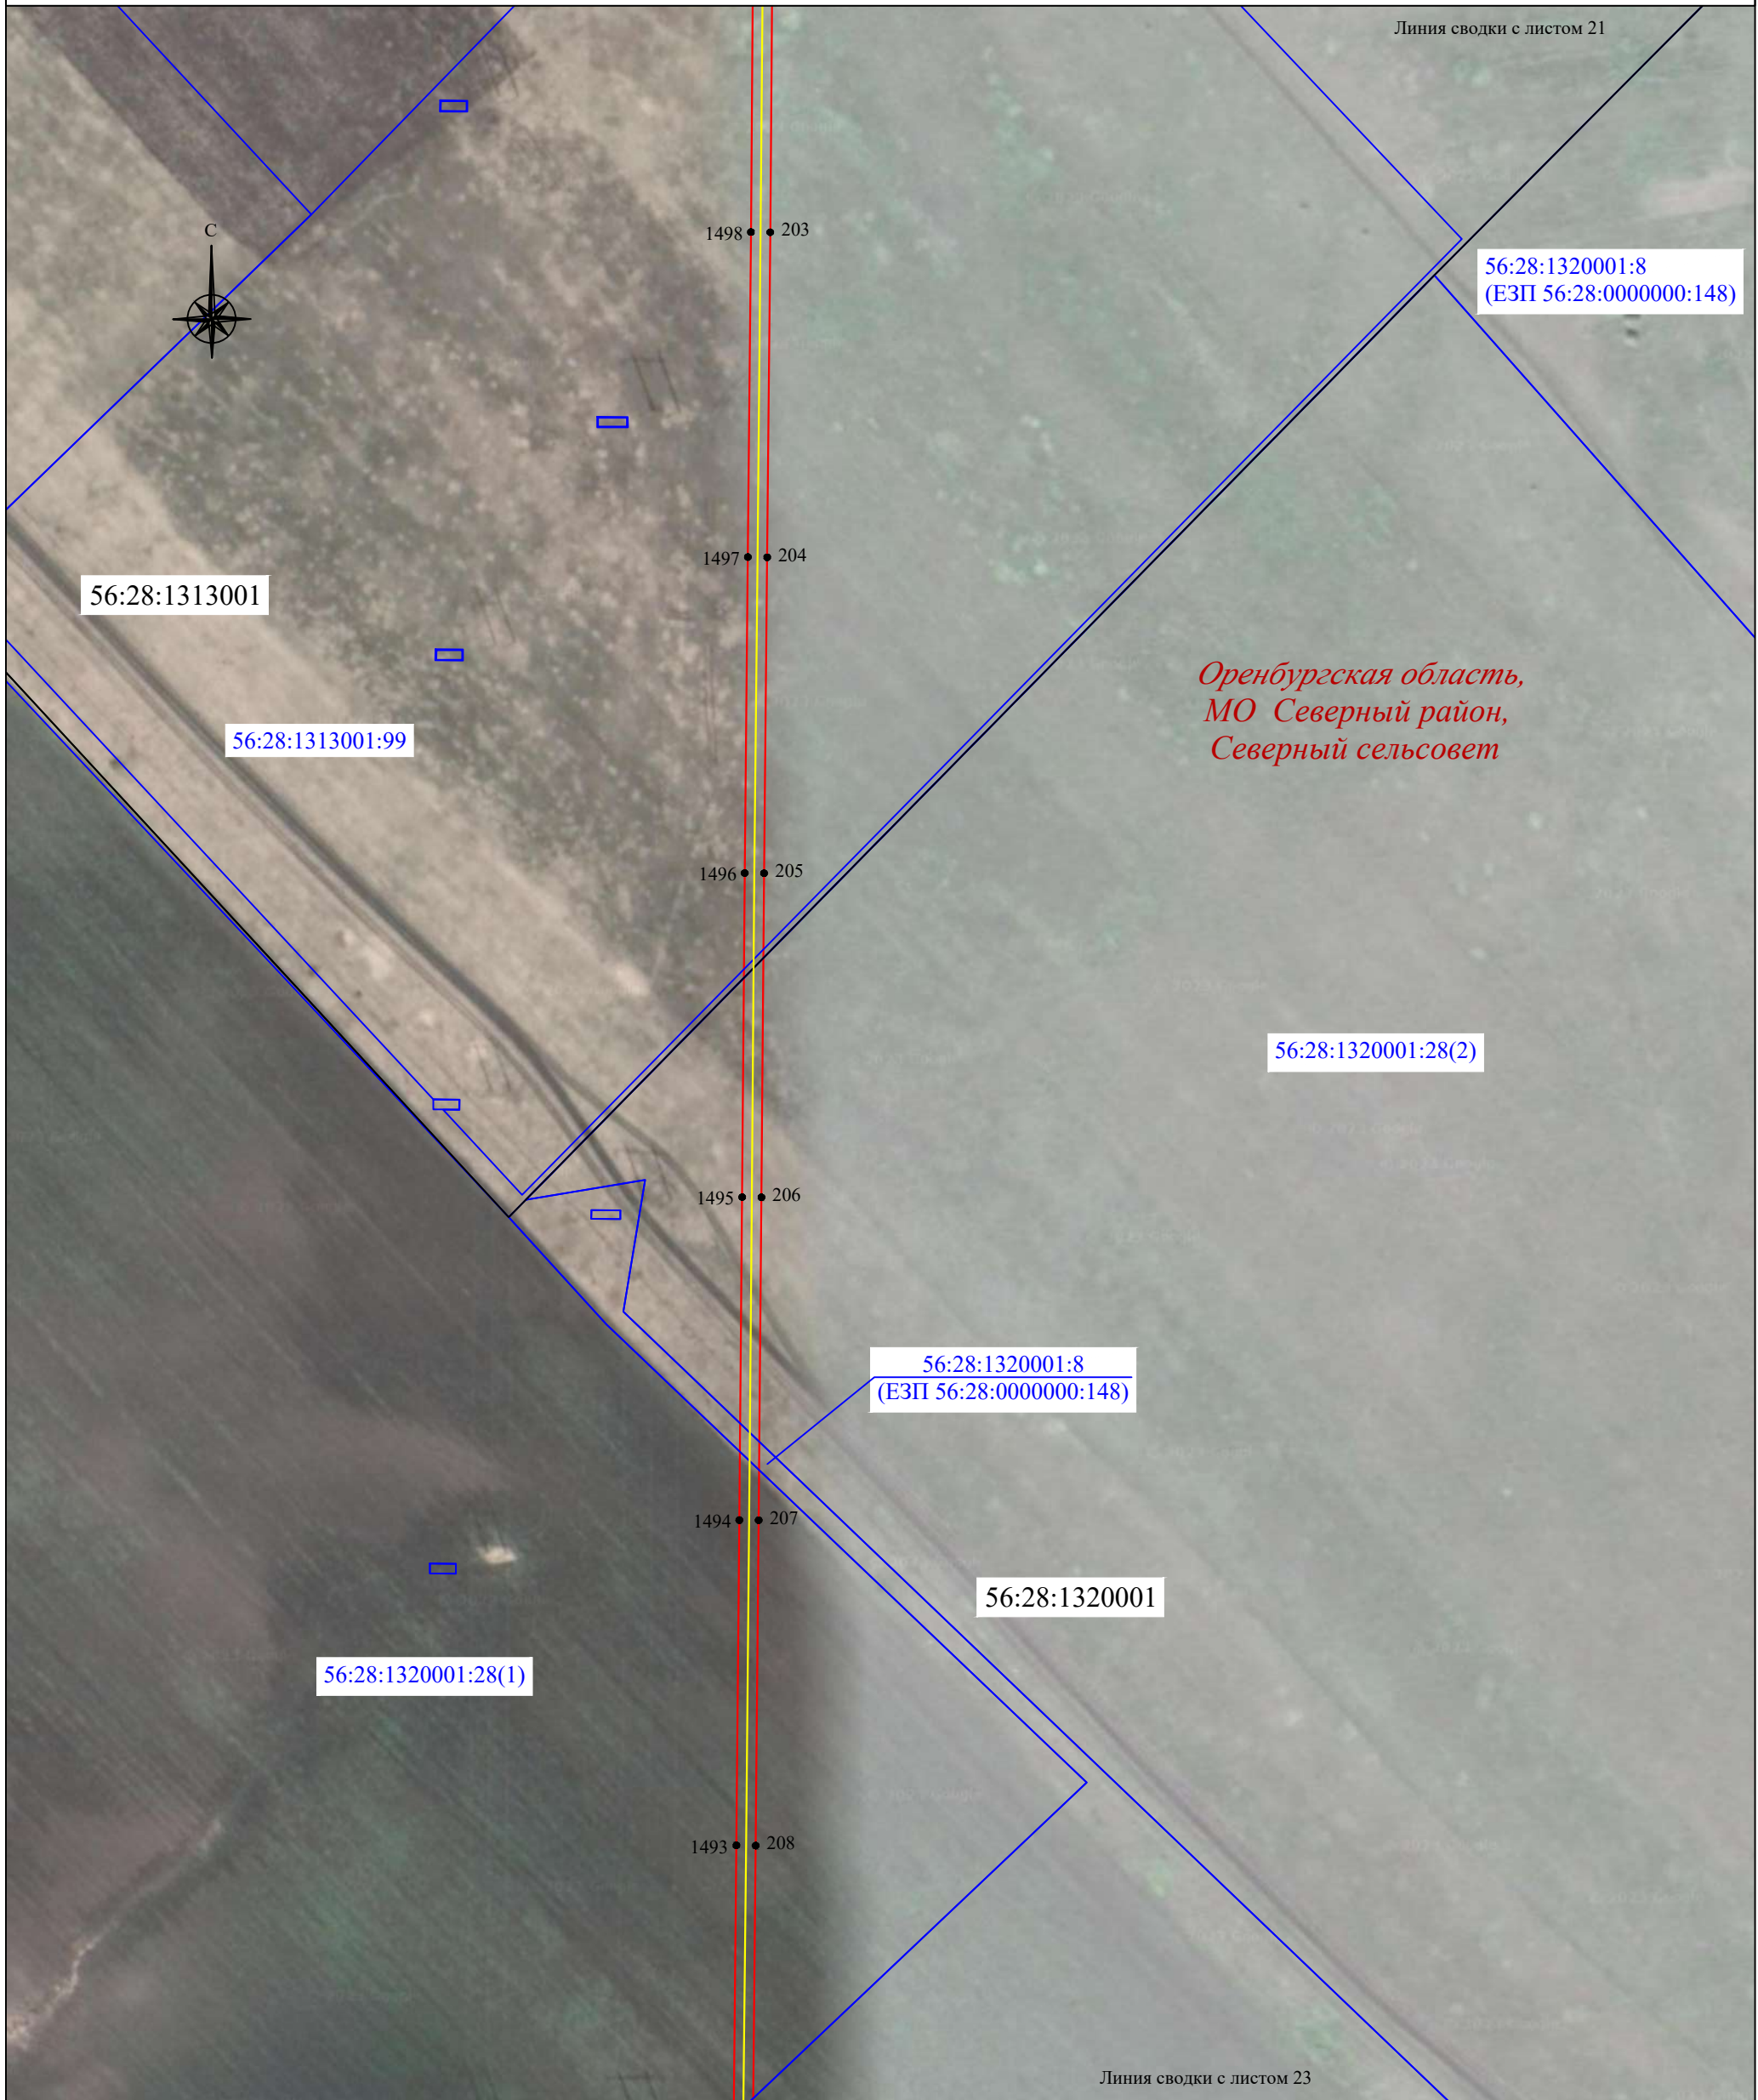 Линия сводки с листом 21
С
1498
203
56:28:1320001:8
(ЕЗП 56:28:0000000:148)
1497
204
56:28:1313001
Оренбургская область,
МО Северный район,
Северный сельсовет
56:28:1313001:99
1496
205
56:28:1320001:28(2)
1495
206
56:28:1320001:8
(ЕЗП 56:28:0000000:148)
1494
207
56:28:1320001
56:28:1320001:28(1)
1493
208
Линия сводки с листом 23